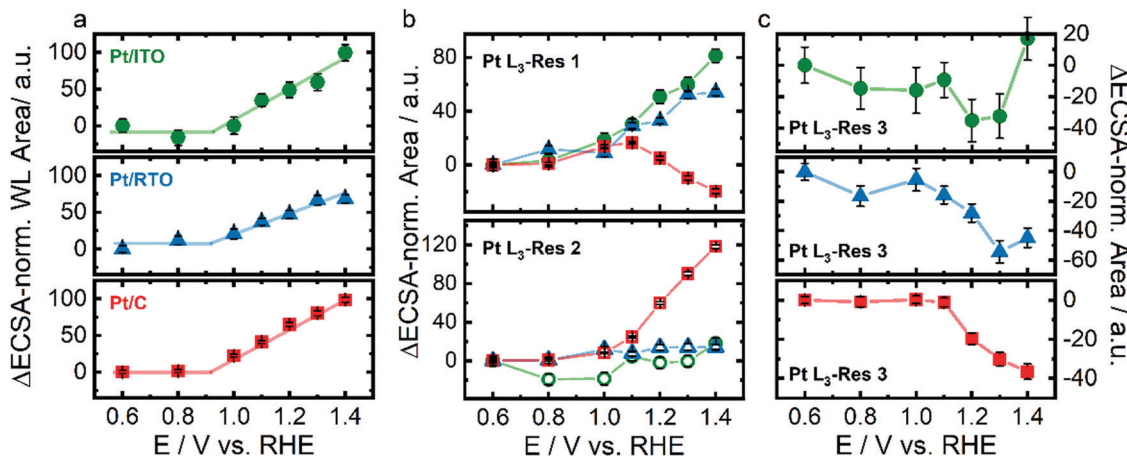 a
b
c
ΔECSA-norm. WL Area/ a.u.
Pt/ITO
100
50
0
Pt/RTO
100
50
0
Pt/C
100
50
0
0.6 0.8 1.0 1.2 1.4
E / V vs. RHE
ΔECSA-norm. Area / a.u.
Pt L3-Res 1
80
40
0
Pt L3-Res 2
120
80
40
0
0.6 0.8 1.0 1.2 1.4
E / V vs. RHE
Pt L3-Res 3
20
0
-20
-40
Pt L3-Res 3
0
-20
-40
-60
Pt L3-Res 3
0
-20
-40
0.6 0.8 1.0 1.2 1.4
E / V vs. RHE
ΔECSA-norm. Area / a.u.